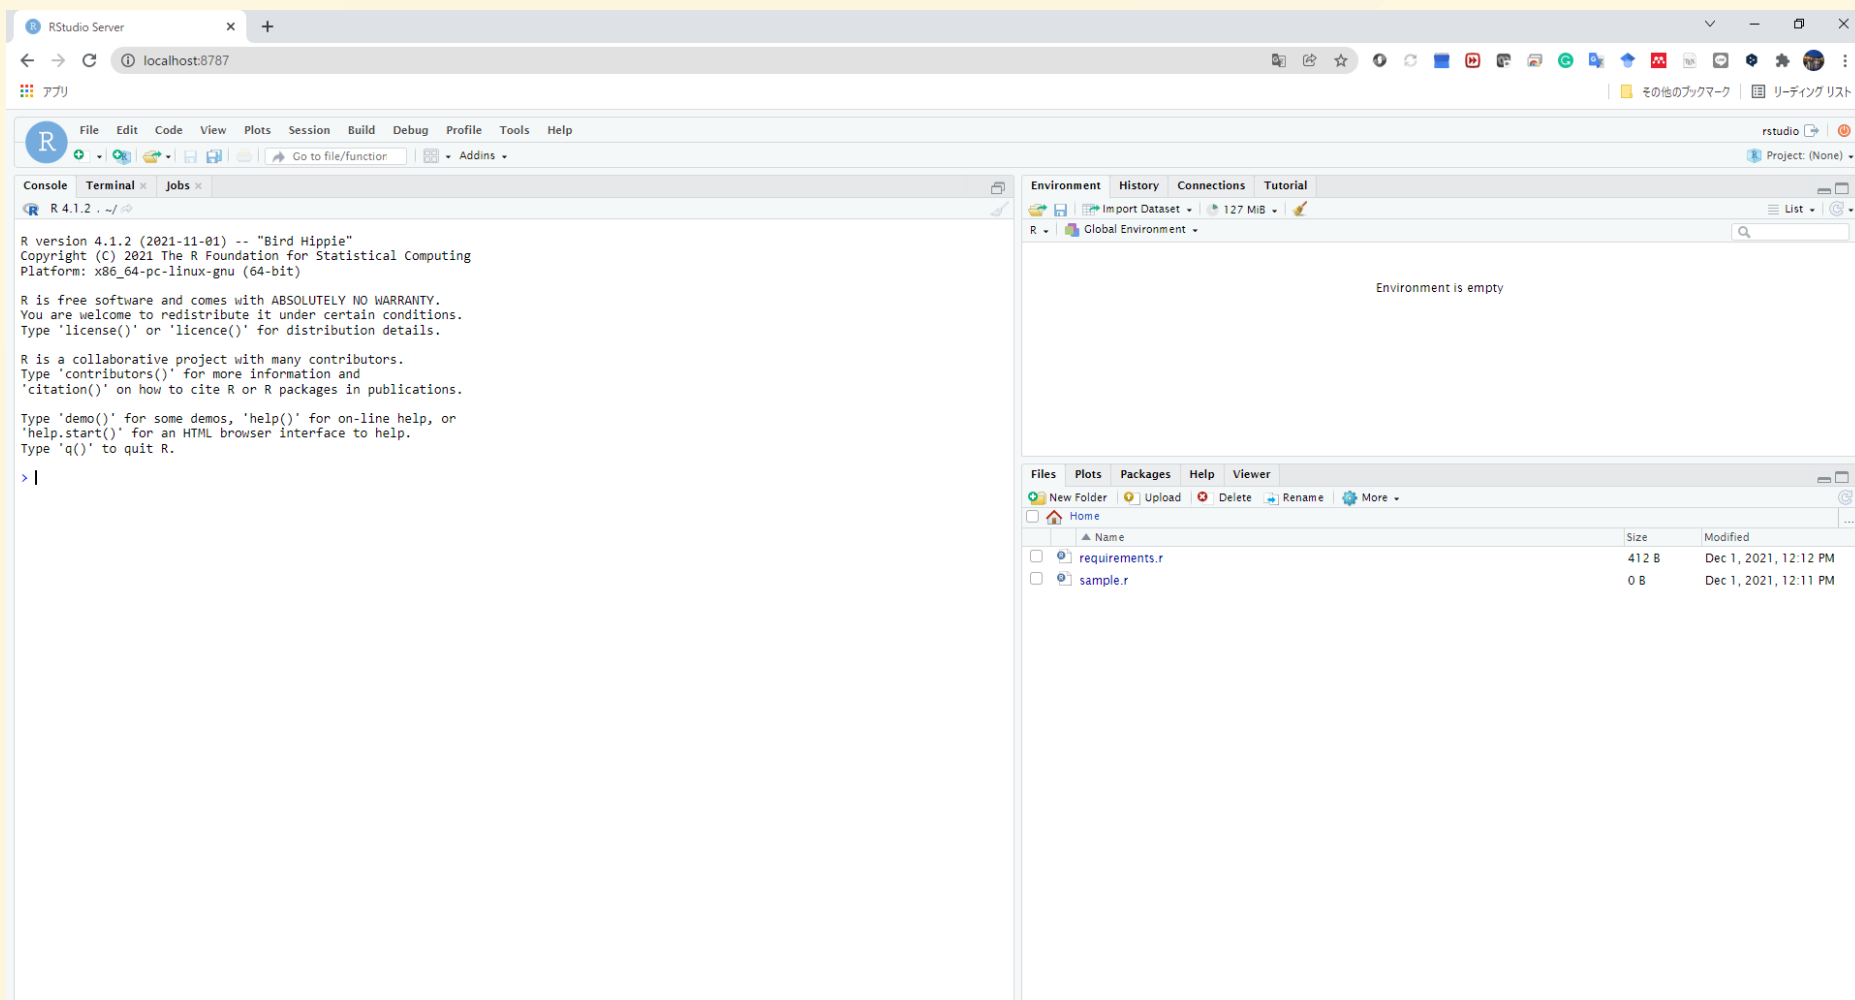 RStudio Server
localhost:8787
アプリ
その他のブックマーク
リーディング リスト
File Edit Code View Plots Session Build Debug Profile Tools Help
rstudio
Go to file/function
Addins
Project: (None)
Console Terminal Jobs
R 4.1.2 . ~/
R version 4.1.2 (2021-11-01) -- "Bird Hippie"
Copyright (C) 2021 The R Foundation for Statistical Computing
Platform: x86_64-pc-linux-gnu (64-bit)
R is free software and comes with ABSOLUTELY NO WARRANTY.
You are welcome to redistribute it under certain conditions.
Type 'license()' or 'licence()' for distribution details.
R is a collaborative project with many contributors.
Type 'contributors()' for more information and
'citation()' on how to cite R or R packages in publications.
Type 'demo()' for some demos, 'help()' for on-line help, or
'help.start()' for an HTML browser interface to help.
Type 'q()' to quit R.
>
Environment History Connections Tutorial
Import Dataset 127 MiB List
R Global Environment
Environment is empty
Files Plots Packages Help Viewer
New Folder Upload Delete Rename More
Home
...
Name Size Modified
requirements.r 412 B Dec 1, 2021, 12:12 PM
sample.r 0 B Dec 1, 2021, 12:11 PM